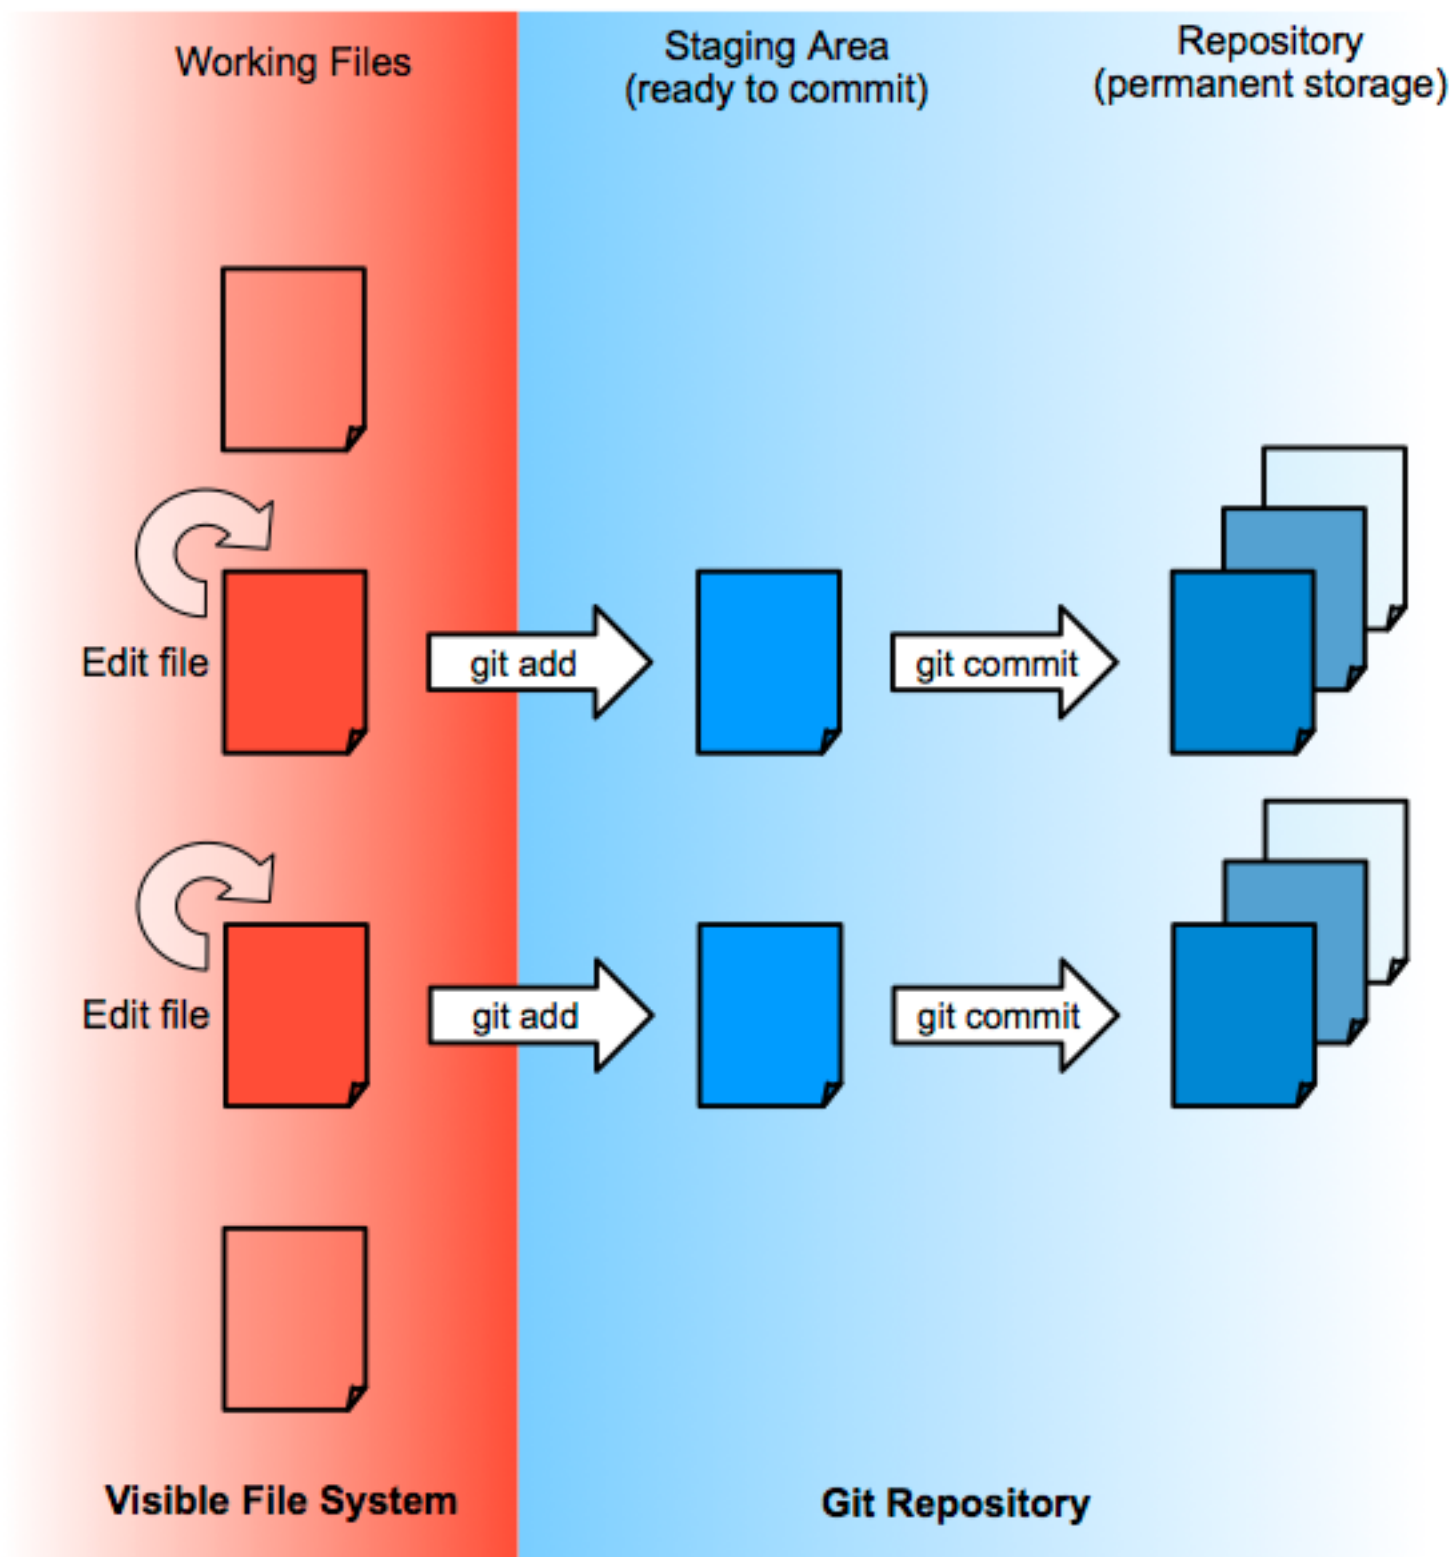 Working Files
Staging Area
(ready to commit)
Repository
(permanent storage)
Edit file
git add
git commit
Edit file
git add
git commit
Visible File System
Git Repository